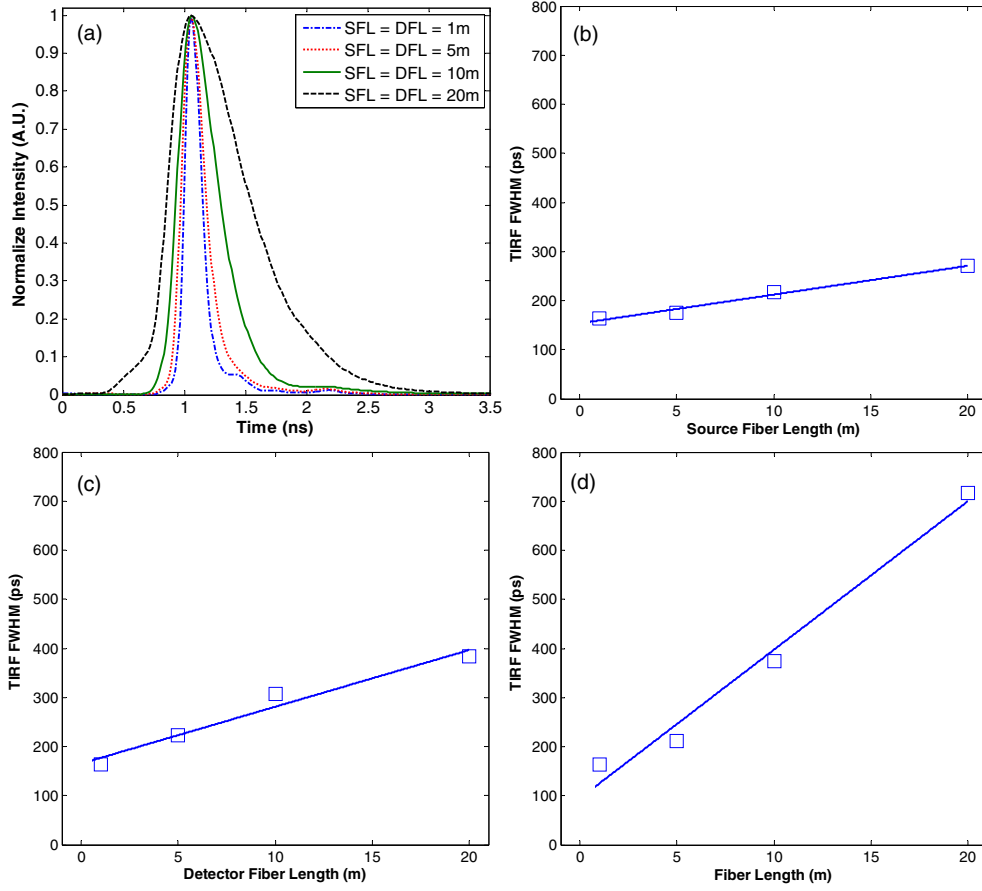 (a)
SFL = DFL = 1m
SFL = DFL = 5m
SFL = DFL = 10m
SFL = DFL = 20m
Normalize Intensity (A.U.)
1
0.9
0.8
0.7
0.6
0.5
0.4
0.3
0.2
0.1
0
0 0.5 1 1.5 2 2.5 3 3.5
Time (ns)
(b)
TIRF FWHM (ps)
800
700
600
500
400
300
200
100
0
0 5 10 15 20
Source Fiber Length (m)
(c)
TIRF FWHM (ps)
800
700
600
500
400
300
200
100
0
0 5 10 15 20
Detector Fiber Length (m)
(d)
TIRF FWHM (ps)
800
700
600
500
400
300
200
100
0
0 5 10 15 20
Fiber Length (m)